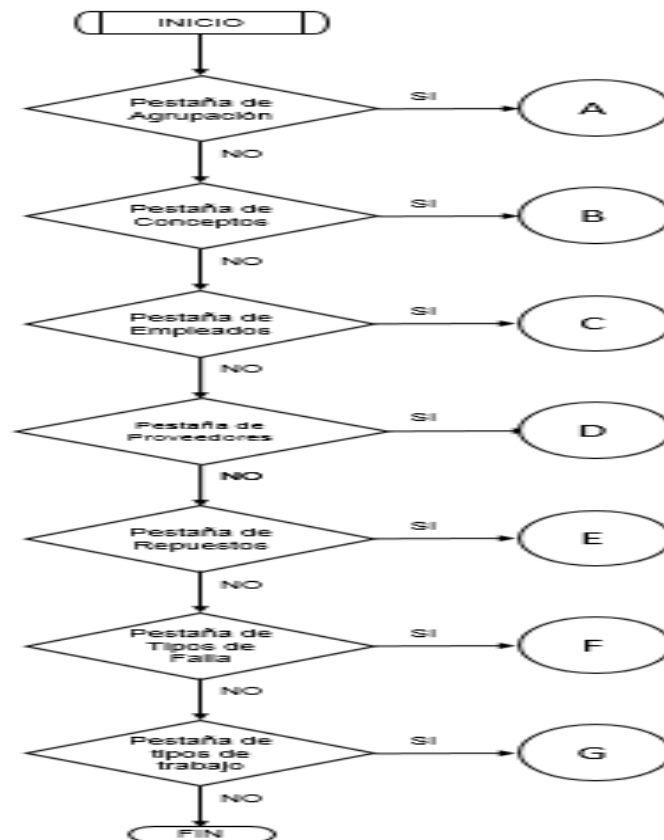 INICIO
Pestaña de
Agrupación
SI
A
NO
Pestaña de
Conceptos
SI
B
NO
Pestaña de
Empleados
SI
C
NO
Pestaña de
Proveedores
SI
D
NO
Pestaña de
Repuestos
SI
E
NO
Pestaña de
Tipos de
Falla
SI
F
NO
Pestaña de
tipos de
trabajo
SI
G
NO
FIN